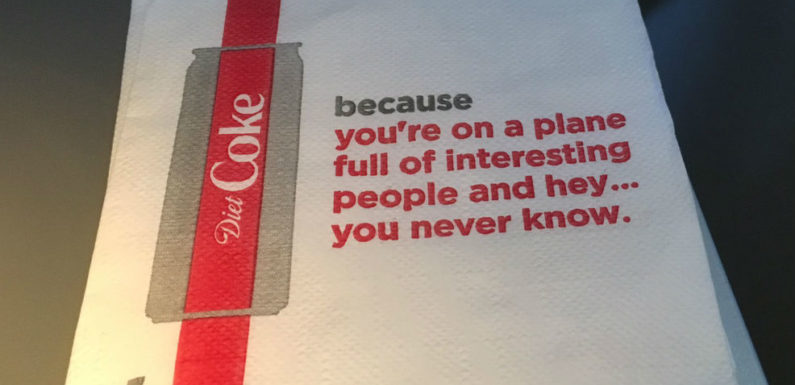 Diet Coke
because
you're on a plane
full of interesting
people and hey...
you never know.